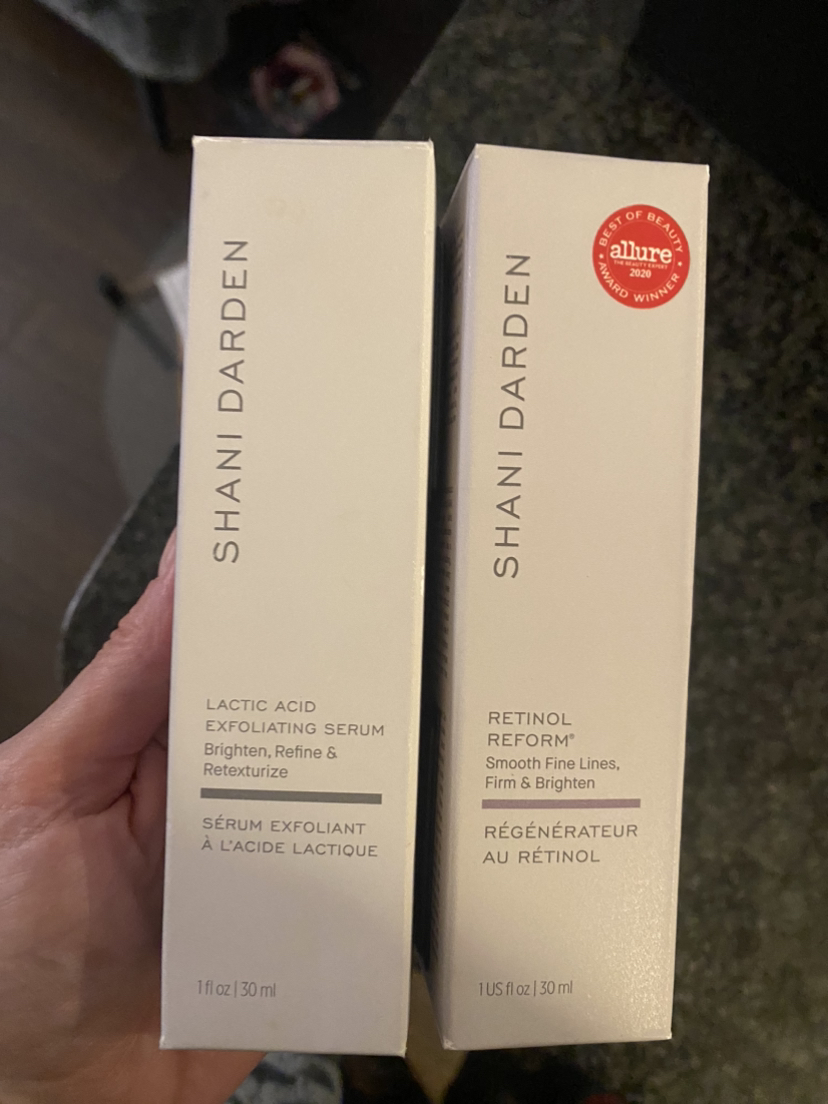 SHANI DARDEN
LACTIC ACID
EXFOLIATING SERUM
Brighten, Refine &
Retexturize
SÉRUM EXFOLIANT
À L'ACIDE LACTIQUE
1 fl oz | 30 ml
BEST OF BEAUTY
allure
THE BEAUTY EXPERT
2020
AWARD WINNER
SHANI DARDEN
RETINOL
REFORM®
Smooth Fine Lines,
Firm & Brighten
RÉGÉNÉRATEUR
AU RÉTINOL
1 US fl oz | 30 ml